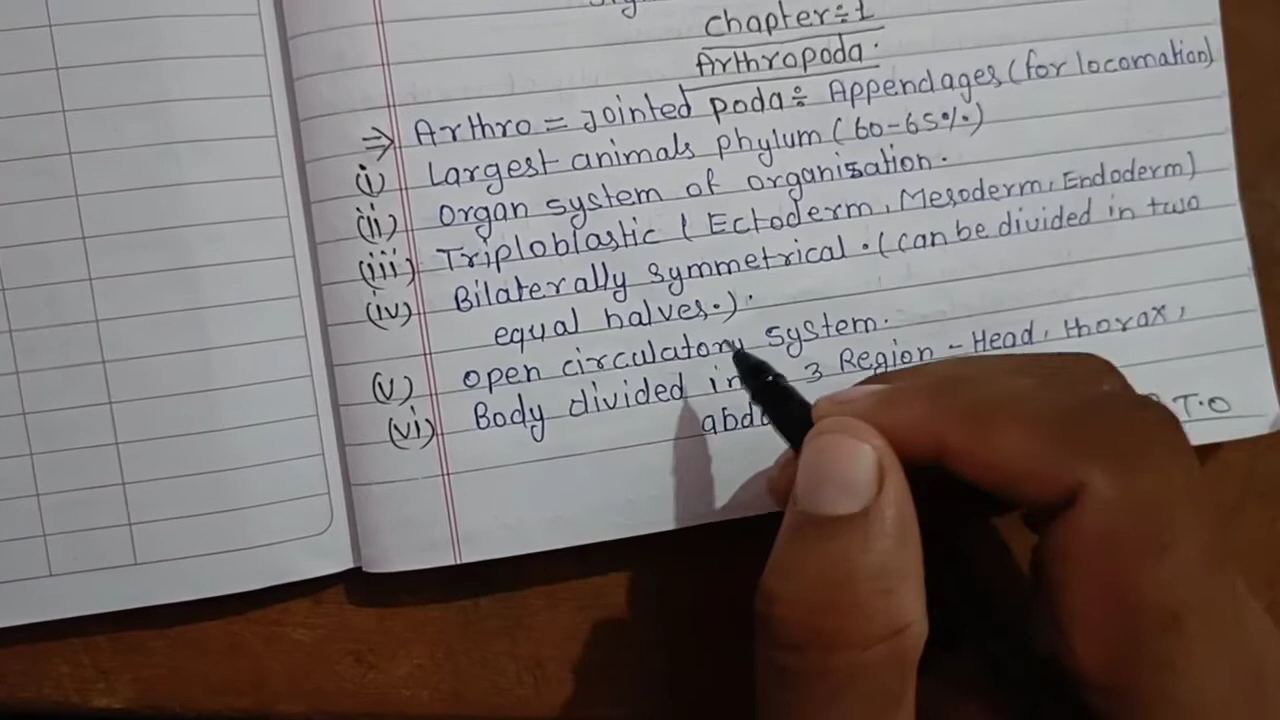 Chapter÷1
Arthropoda.
⇒ Arthro = Jointed poda÷ Appendages (for locomation)
(i) Largest animals phylum (60-65%)
(ii) Organ system of organisation.
(iii) Triploblastic (Ectoderm, Mesoderm, Endoderm)
(iv) Bilaterally symmetrical. (can be divided in two
equal halves.).
(v) open circulatory system.
(vi) Body divided in - 3 Region - Head, thorax,
P.T.O